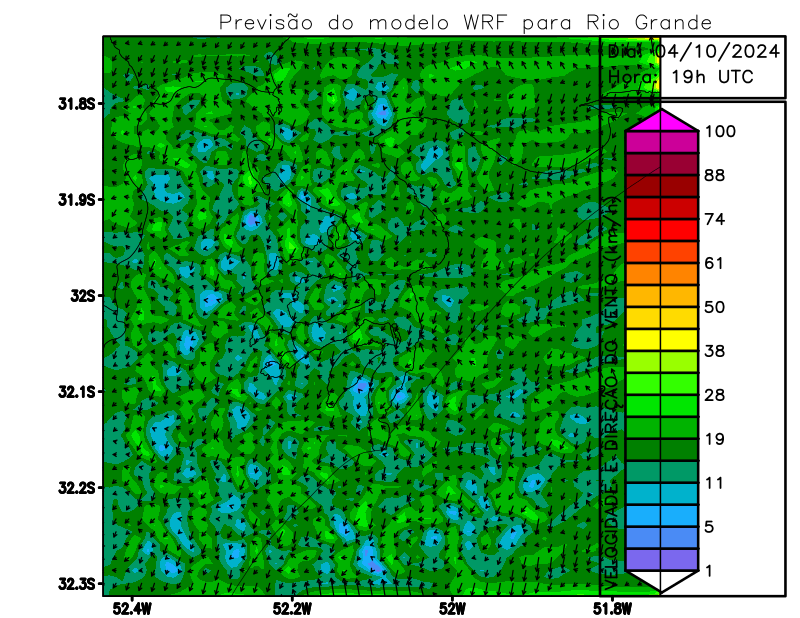 Previsão do modelo WRF para Rio Grande
Dia: 04/10/2024
Hora: 19h UTC
31.8S
31.9S
32S
32.1S
32.2S
32.3S
52.4W
52.2W
52W
51.8W
VELOCIDADE E DIREÇÃO DO VENTO (km/h)
100
88
74
61
50
38
28
19
11
5
1